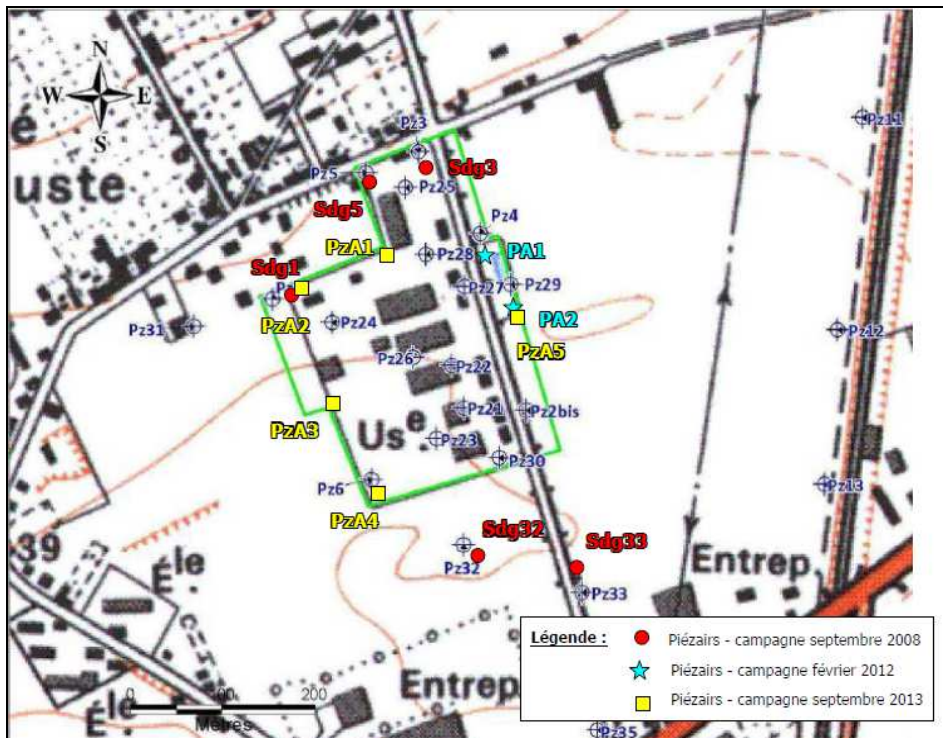 N
W E
S
é
uste
Pz3
Pz11
Sdg3
Pz5
Pz25
Sdg5
Pz4
PzA1
Pz28
PA1
Sdg1
Pz27
Pz29
PzA2
Pz24
PA2
Pz31
PzA5
Pz12
Pz26
Pz22
PzA3
Pz21
Pz2bis
Us e
Pz23
Pz30
Pz6
Pz13
PzA4
39
Sdg32
Sdg33
É.le
Pz32
Entrep.
Pz33
Légende :
Piézairs - campagne septembre 2008
Piézairs - campagne février 2012
Piézairs - campagne septembre 2013
Entrep
É.le
200
Mètres
Pz35